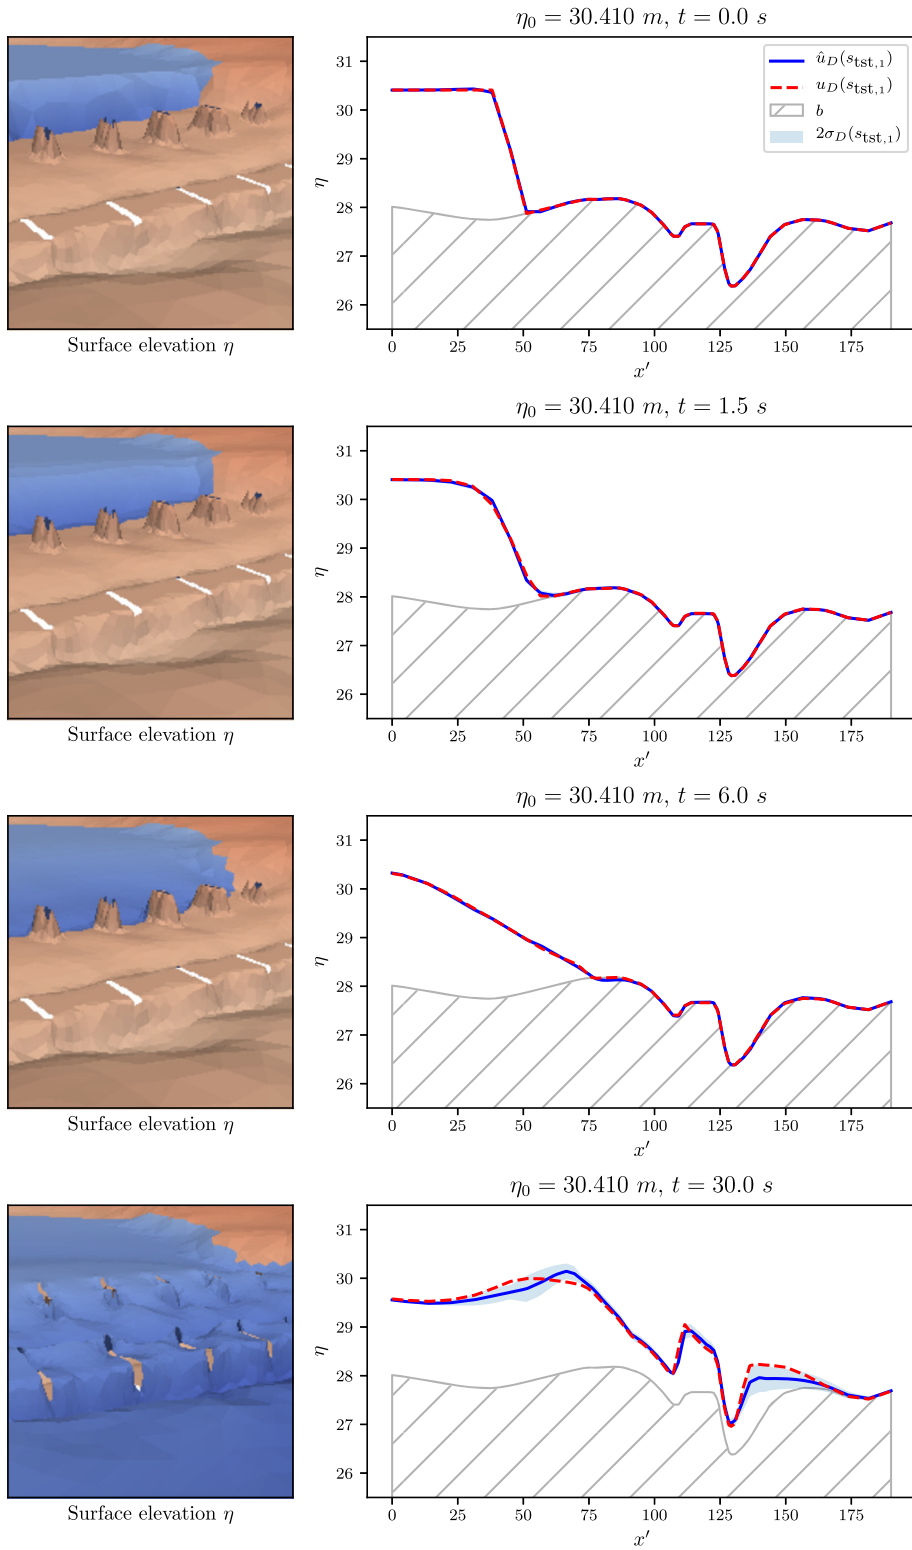 η₀ = 30.410 m, t = 0.0 s
31
30
29
28
27
26
η
û_D(s_tst,1)
u_D(s_tst,1)
b
2σ_D(s_tst,1)
0 25 50 75 100 125 150 175
Surface elevation η
x′
η₀ = 30.410 m, t = 1.5 s
31
30
29
28
27
26
η
0 25 50 75 100 125 150 175
Surface elevation η
x′
η₀ = 30.410 m, t = 6.0 s
31
30
29
28
27
26
η
0 25 50 75 100 125 150 175
Surface elevation η
x′
η₀ = 30.410 m, t = 30.0 s
31
30
29
28
27
26
η
0 25 50 75 100 125 150 175
Surface elevation η
x′